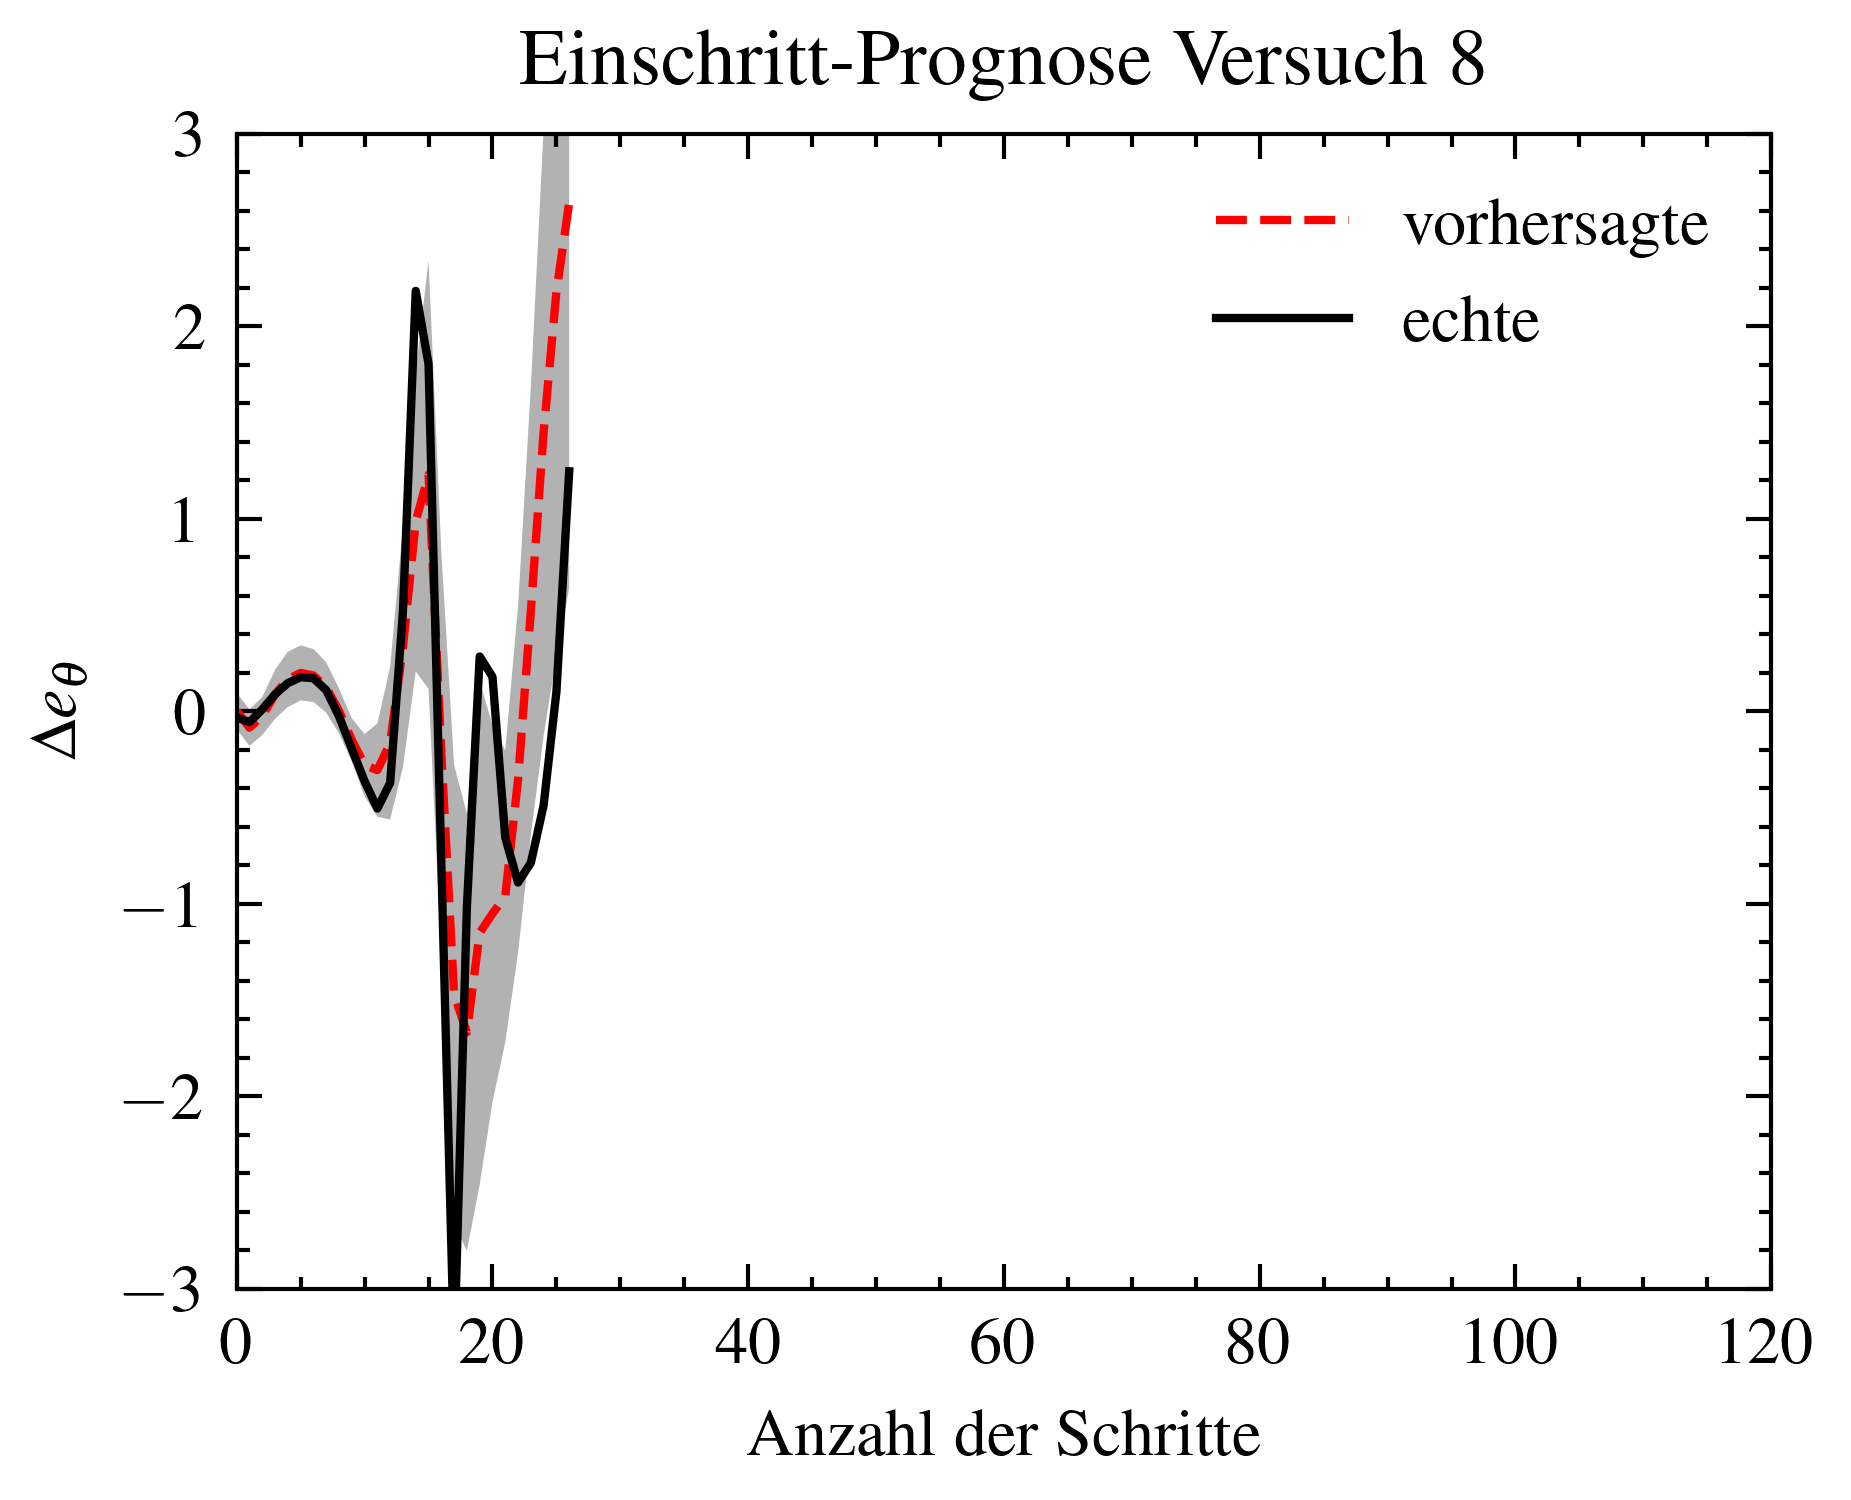 Einschritt-Prognose Versuch 8
3
2
1
0
−1
−2
−3
Δe_θ
vorhersagte
echte
0 20 40 60 80 100 120
Anzahl der Schritte